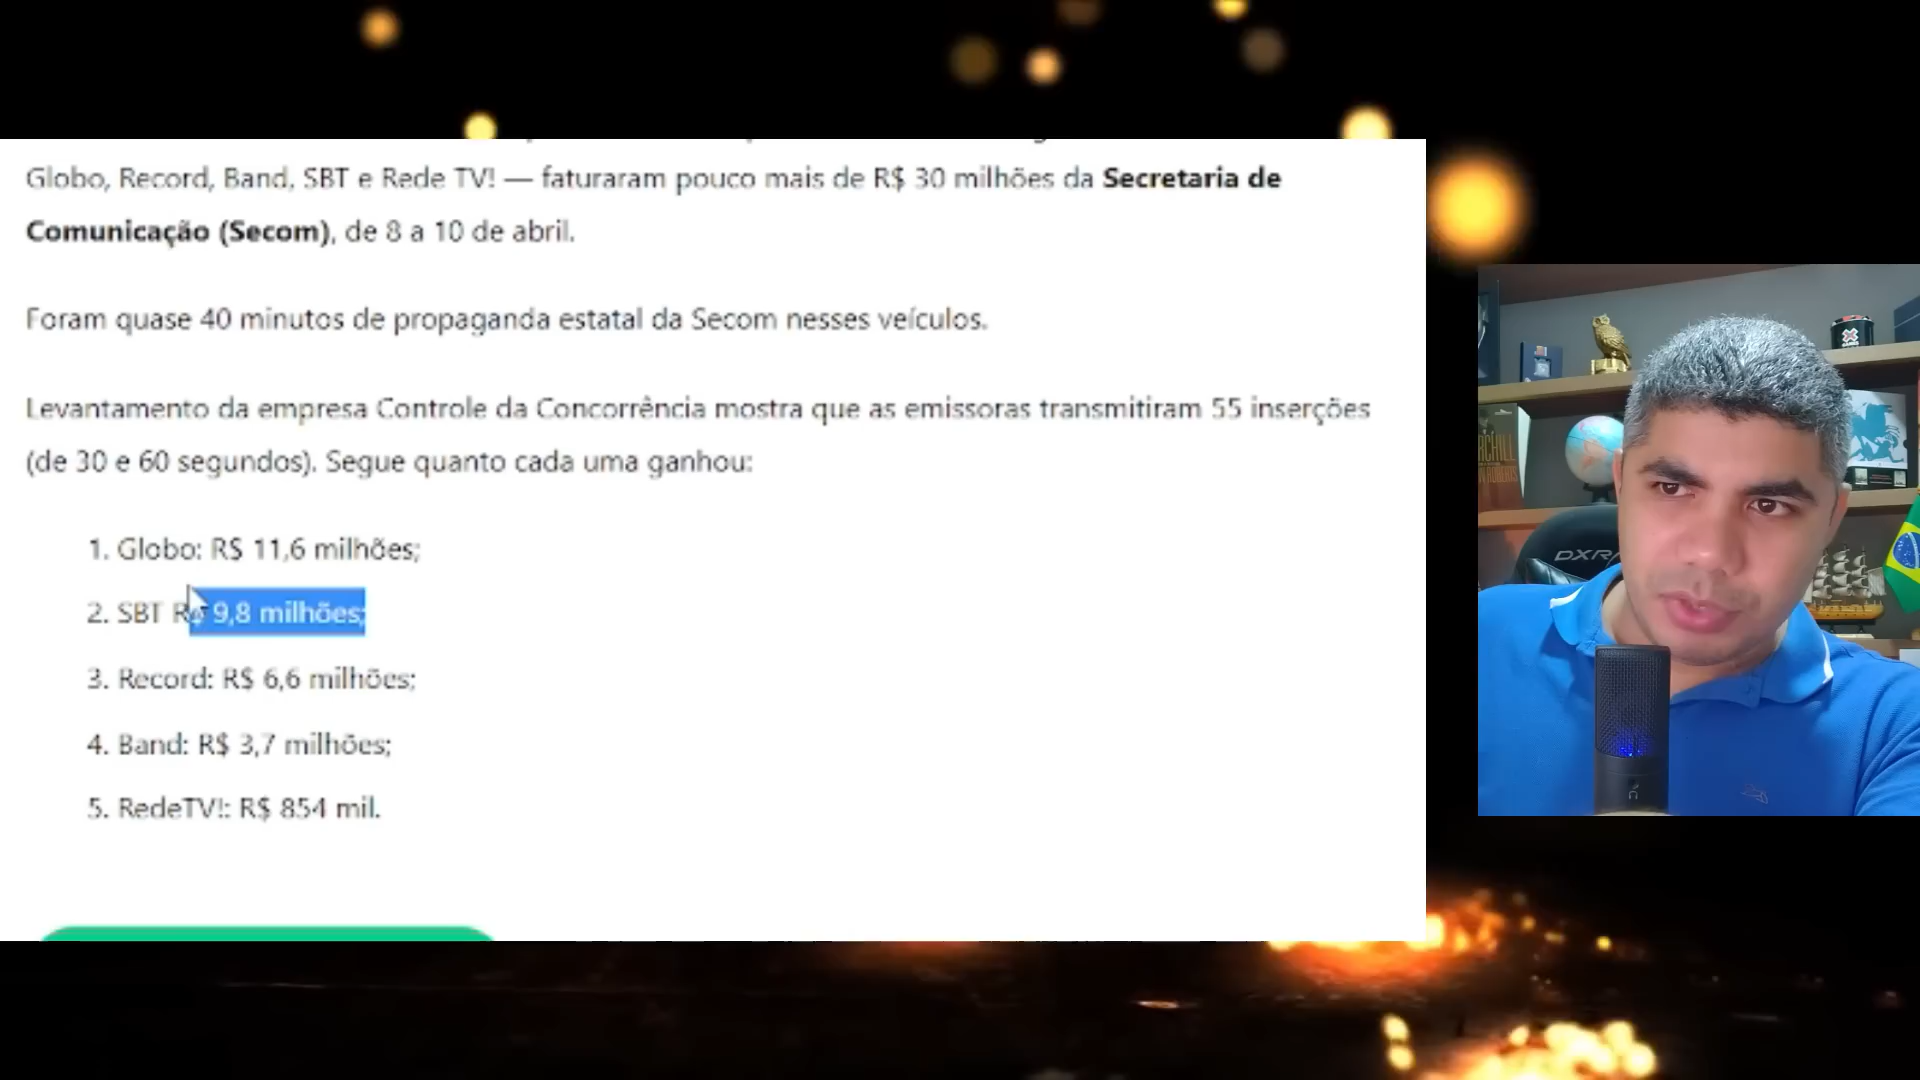 Globo, Record, Band, SBT e Rede TV! — faturaram pouco mais de R$ 30 milhões da Secretaria de
Comunicação (Secom), de 8 a 10 de abril.
Foram quase 40 minutos de propaganda estatal da Secom nesses veículos.
Levantamento da empresa Controle da Concorrência mostra que as emissoras transmitiram 55 inserções
(de 30 e 60 segundos). Segue quanto cada uma ganhou:
1. Globo: R$ 11,6 milhões;
2. SBT R$ 9,8 milhões;
3. Record: R$ 6,6 milhões;
4. Band: R$ 3,7 milhões;
5. RedeTV!: R$ 854 mil.